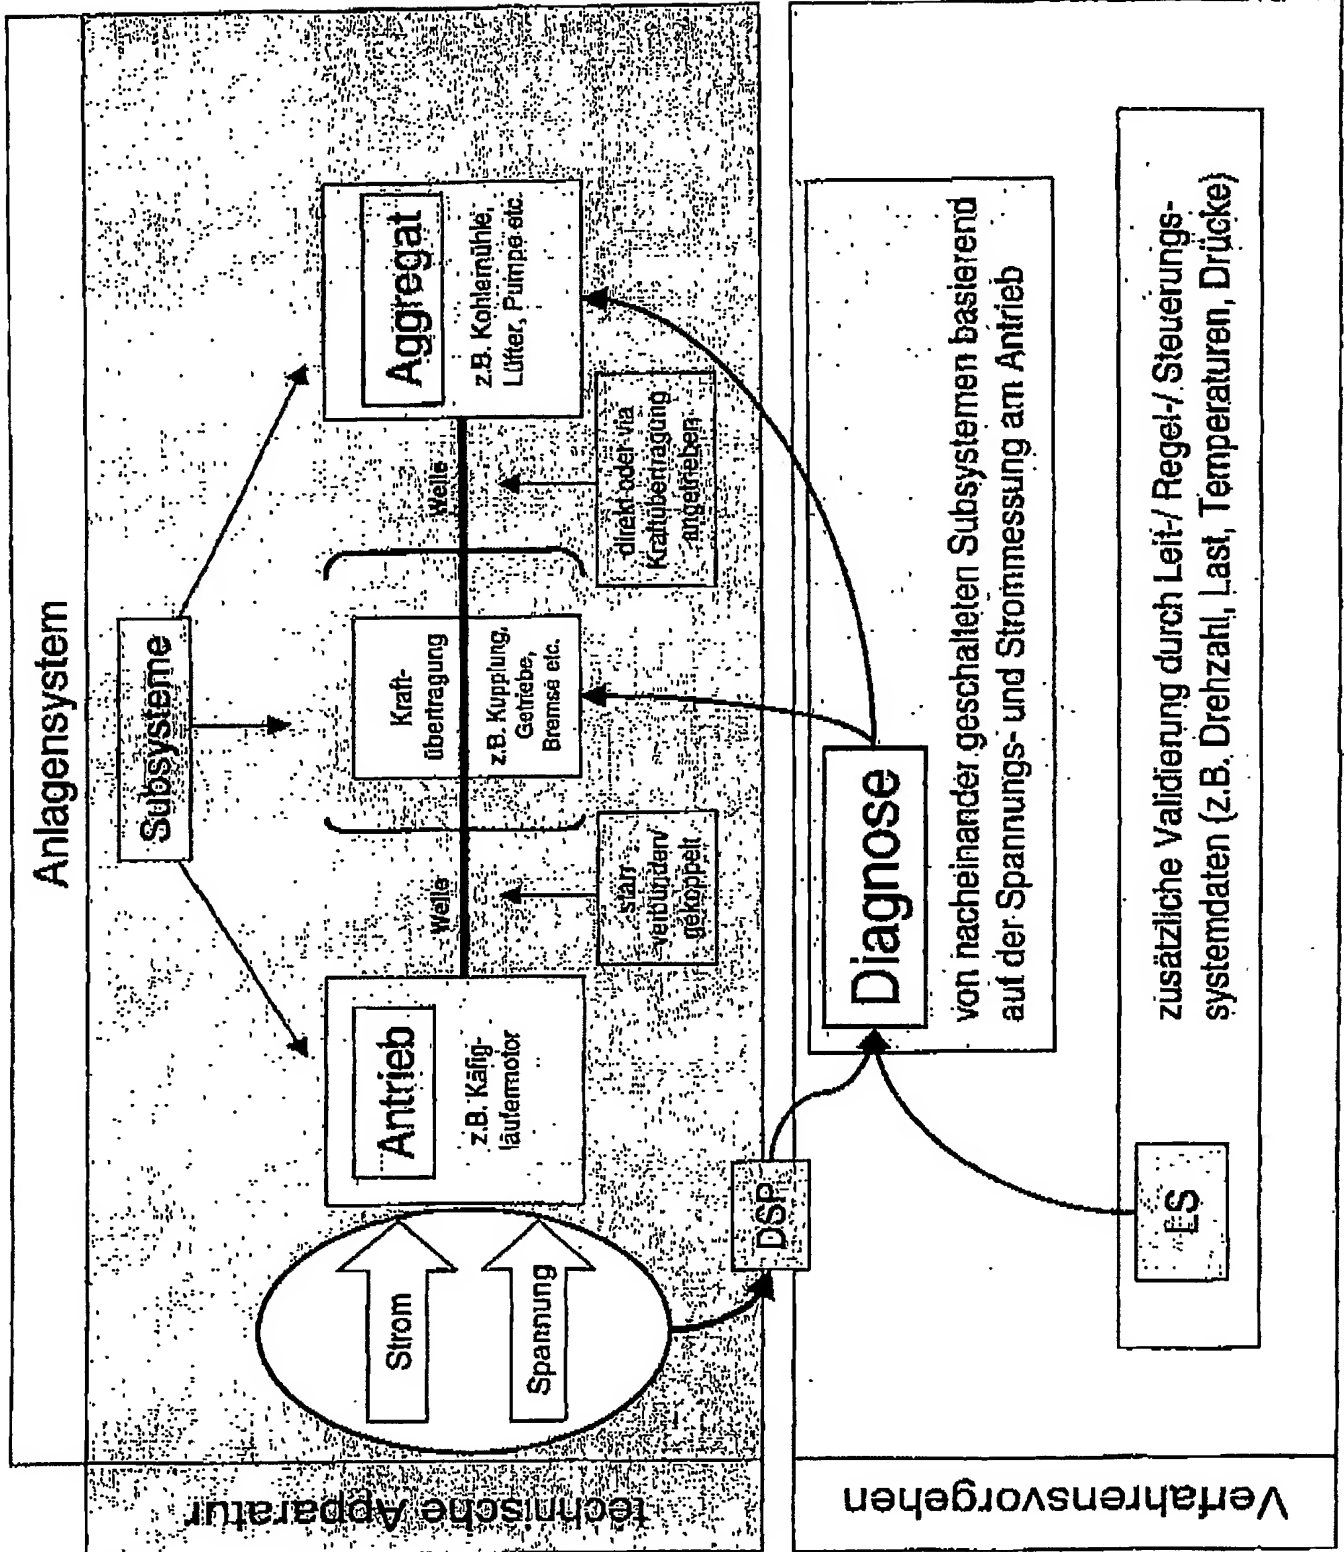 Anlagensystem
technische Apparatur
Subsysteme
Strom
Spannung
Antrieb
z.B. Käfig-
läufermotor
Welle
starr
verbunden/
gekoppelt
Kraft-
übertragung
z.B. Kupplung,
Getriebe,
Bremse etc.
Welle
direkt oder via
Kraftübertragung
angetrieben
Aggregat
z.B. Kohlemühle,
Lüfter, Pumpe etc.
DSP
Verfahrensvorgehen
Diagnose
von nacheinander geschalteten Subsystemen basierend
auf der Spannungs- und Strommessung am Antrieb
zusätzliche Validierung durch Leit-/ Regel-/ Steuerungs-
systemdaten (z.B. Drehzahl, Last, Temperaturen, Drücke)